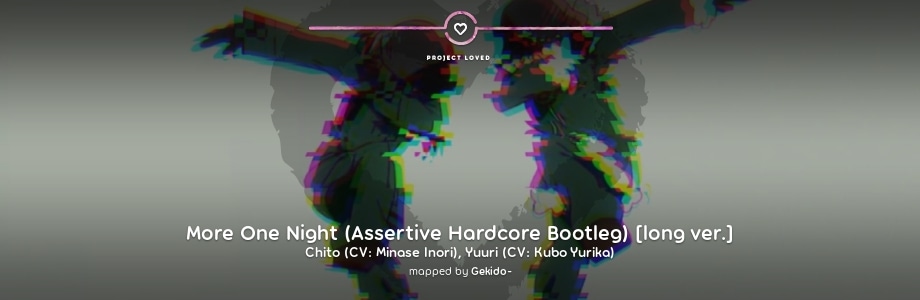 PROJECT LOVED
More One Night (Assertive Hardcore Bootleg) [long ver.]
Chito (CV: Minase Inori), Yuuri (CV: Kubo Yurika)
mapped by Gekido-